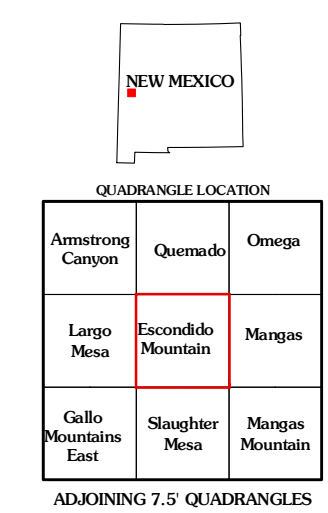 NEW MEXICO
QUADRANGLE LOCATION
Armstrong
Canyon
Quemado
Omega
Largo
Mesa
Escondido
Mountain
Mangas
Gallo
Mountains
East
Slaughter
Mesa
Mangas
Mountain
ADJOINING 7.5' QUADRANGLES